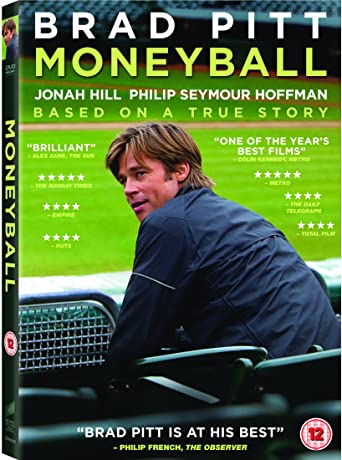 BRAD PITT
MONEYBALL
JONAH HILL PHILIP SEYMOUR HOFFMAN
BASED ON A TRUE STORY
"BRILLIANT"
– ALEX ZANE, THE SUN
★★★★★
– THE SUNDAY TIMES
★★★★
– EMPIRE
★★★★
– NUTS
"ONE OF THE YEAR'S
BEST FILMS"
– COLIN KENNEDY, METRO
★★★★★
– METRO
★★★★
– THE DAILY
TELEGRAPH
★★★★
– TOTAL FILM
"BRAD PITT IS AT HIS BEST"
– PHILIP FRENCH, THE OBSERVER
12
DVD
MONEYBALL
12